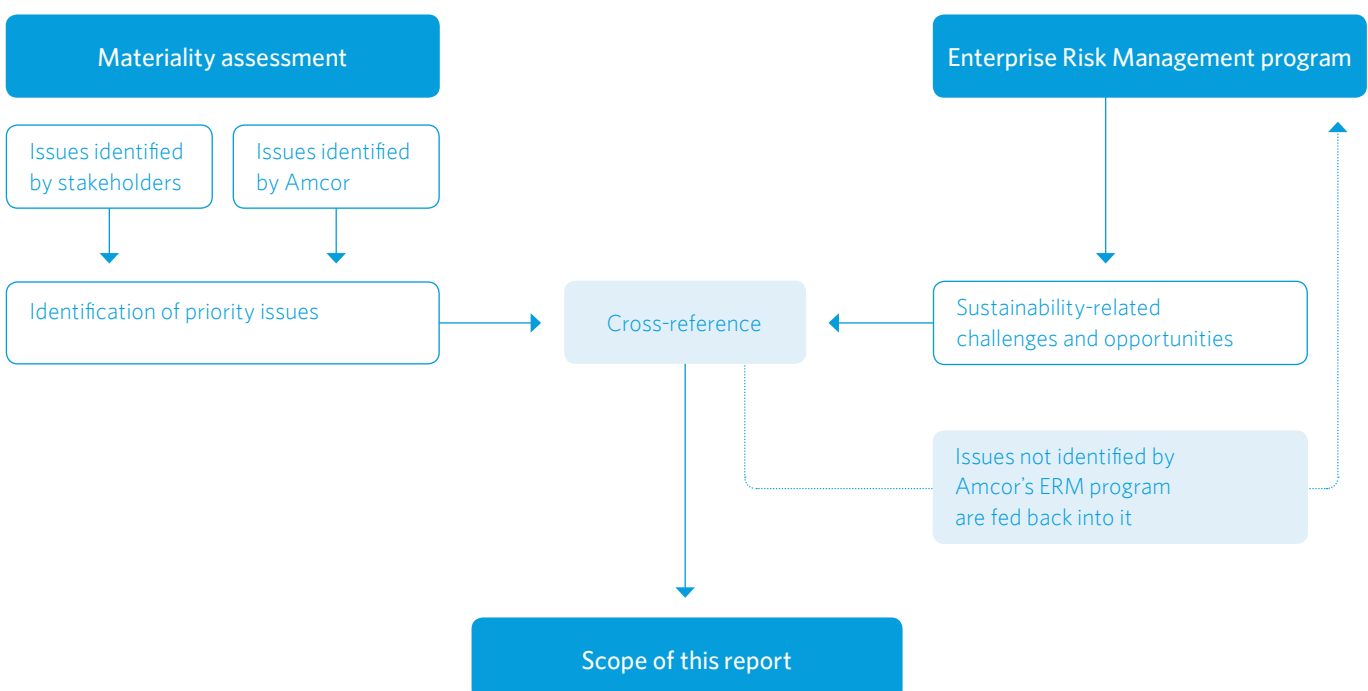 Materiality assessment
Enterprise Risk Management program
Issues identified
by stakeholders
Issues identified
by Amcor
Identification of priority issues
Cross-reference
Sustainability-related
challenges and opportunities
Issues not identified by
Amcor’s ERM program
are fed back into it
Scope of this report